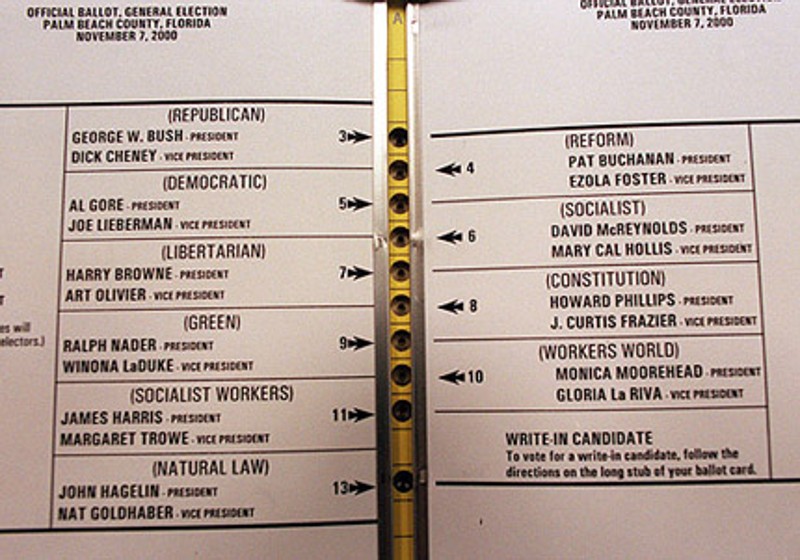 OFFICIAL BALLOT, GENERAL ELECTION
PALM BEACH COUNTY, FLORIDA
NOVEMBER 7, 2000
(REPUBLICAN)
GEORGE W. BUSH - PRESIDENT
DICK CHENEY - VICE PRESIDENT
3
(DEMOCRATIC)
AL GORE - PRESIDENT
JOE LIEBERMAN - VICE PRESIDENT
5
(LIBERTARIAN)
HARRY BROWNE - PRESIDENT
ART OLIVIER - VICE PRESIDENT
7
(GREEN)
RALPH NADER - PRESIDENT
WINONA LaDUKE - VICE PRESIDENT
9
(SOCIALIST WORKERS)
JAMES HARRIS - PRESIDENT
MARGARET TROWE - VICE PRESIDENT
11
(NATURAL LAW)
JOHN HAGELIN - PRESIDENT
NAT GOLDHABER - VICE PRESIDENT
13
will
electors.)
A
OFFICIAL BALLOT, GENERAL ELECTION
PALM BEACH COUNTY, FLORIDA
NOVEMBER 7, 2000
(REFORM)
PAT BUCHANAN - PRESIDENT
EZOLA FOSTER - VICE PRESIDENT
4
(SOCIALIST)
DAVID McREYNOLDS - PRESIDENT
MARY CAL HOLLIS - VICE PRESIDENT
6
(CONSTITUTION)
HOWARD PHILLIPS - PRESIDENT
J. CURTIS FRAZIER - VICE PRESIDENT
8
(WORKERS WORLD)
MONICA MOOREHEAD - PRESIDENT
GLORIA La RIVA - VICE PRESIDENT
10
WRITE-IN CANDIDATE
To vote for a write-in candidate, follow the
directions on the long stub of your ballot card.